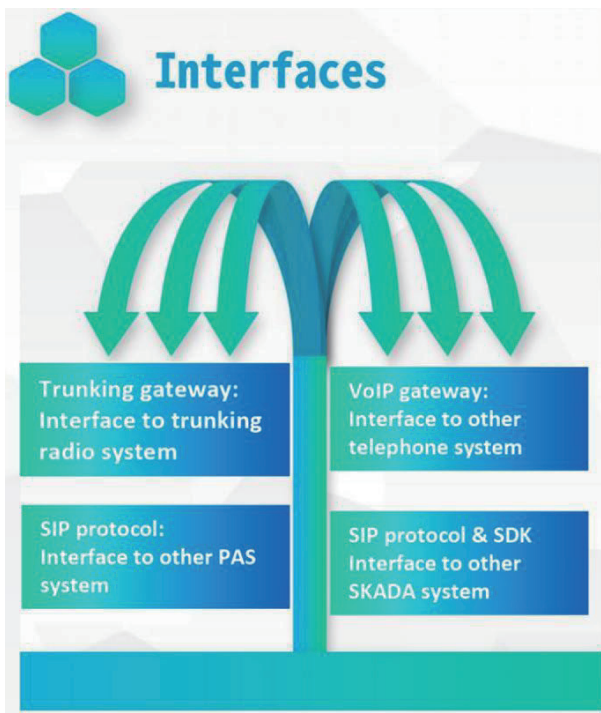 Interfaces
Trunking gateway:
Interface to trunking
radio system
VoIP gateway:
Interface to other
telephone system
SIP protocol:
Interface to other PAS
system
SIP protocol & SDK
Interface to other
SKADA system